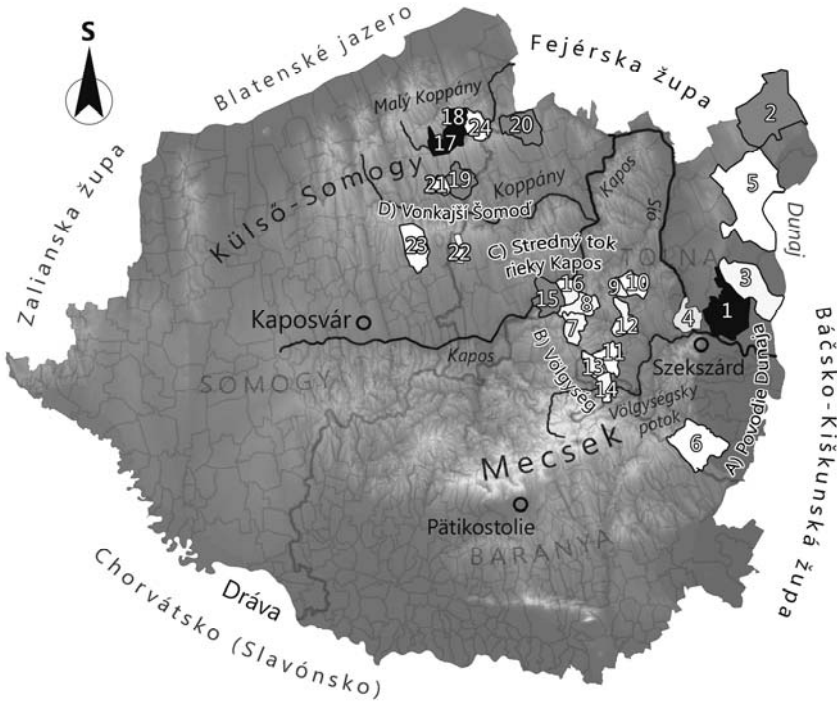 S
Blatenské jazero
Fejérska župa
Malý Koppány
18
24
20
17
2
5
Zalianska župa
Külső-Somogy
21
19
Koppány
Kapos
Sió
Dunaj
D) Vonkajší Šomoď
23
22
C) Stredný tok
rieky Kapos
TOLNA
16
15
8
9
10
7
12
3
1
4
Kaposvár
Kapos
B) Völgység
11
13
14
Szekszárd
SOMOGY
Völgységsky
potok
A) Povodie Dunaja
Báčsko-Kiškunská župa
Mecsek
6
Pätikostolie
BARANYA
Dráva
Chorvátsko (Slavónsko)